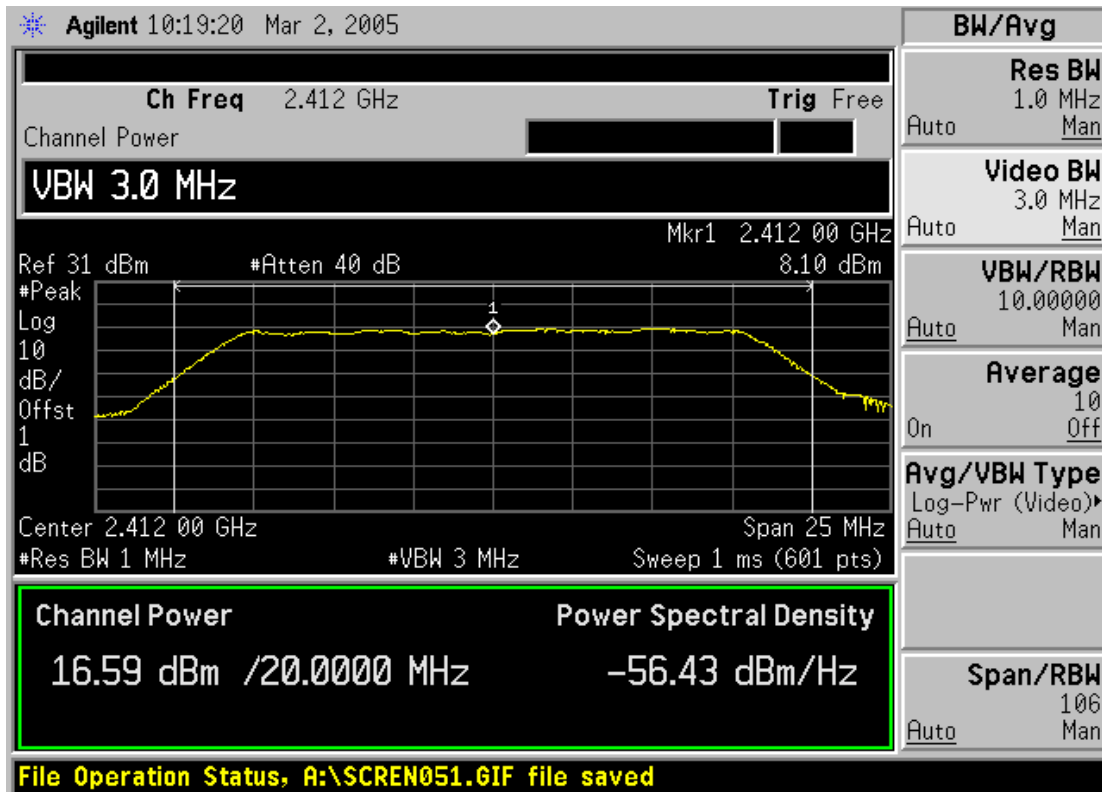 Agilent 10:19:20 Mar 2, 2005
BW/Avg
Ch Freq 2.412 GHz
Trig Free
Channel Power
VBW 3.0 MHz
Mkr1 2.412 00 GHz
Ref 31 dBm #Atten 40 dB 8.10 dBm
#Peak
Log
10
dB/
Offst
1
dB
1
Center 2.412 00 GHz Span 25 MHz
#Res BW 1 MHz #VBW 3 MHz Sweep 1 ms (601 pts)
Channel Power
Power Spectral Density
16.59 dBm /20.0000 MHz
-56.43 dBm/Hz
Res BW
1.0 MHz
Auto Man
Video BW
3.0 MHz
Auto Man
VBW/RBW
10.00000
Auto Man
Average
10
On Off
Avg/VBW Type
Log-Pwr (Video)▸
Auto Man
Span/RBW
106
Auto Man
File Operation Status, A:\SCREN051.GIF file saved